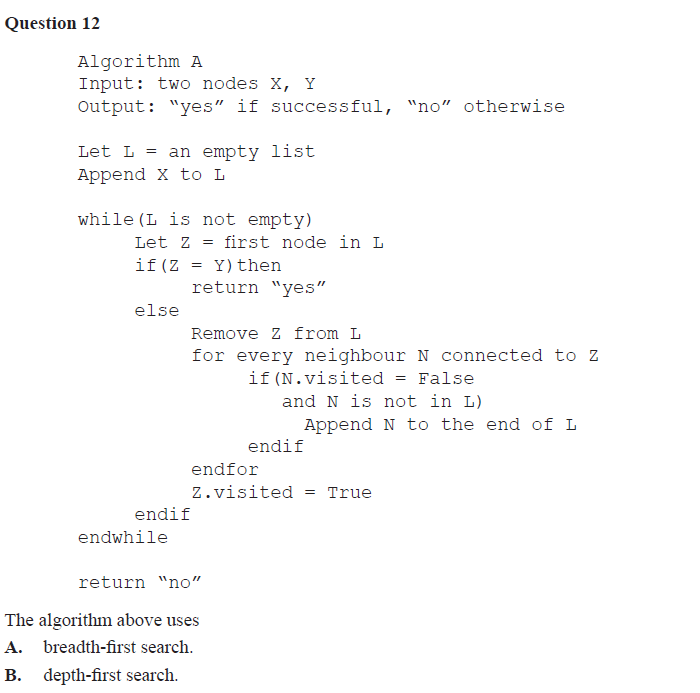 Question 12
Algorithm A
Input: two nodes X, Y
Output: “yes” if successful, “no” otherwise
Let L = an empty list
Append X to L
while(L is not empty)
Let Z = first node in L
if(Z = Y)then
return “yes”
else
Remove Z from L
for every neighbour N connected to Z
if(N.visited = False
and N is not in L)
Append N to the end of L
endif
endfor
Z.visited = True
endif
endwhile
return “no”
The algorithm above uses
A. breadth-first search.
B. depth-first search.